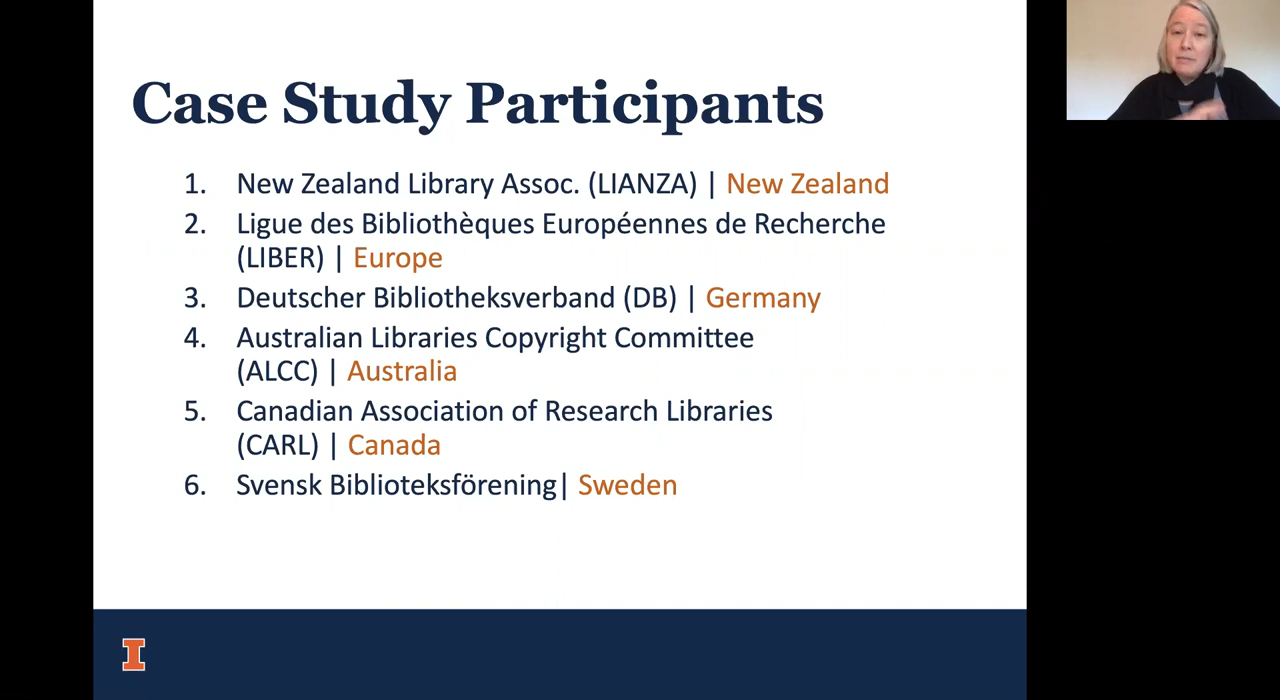 Case Study Participants
1. New Zealand Library Assoc. (LIANZA) | New Zealand
2. Ligue des Bibliothèques Européennes de Recherche
(LIBER) | Europe
3. Deutscher Bibliotheksverband (DB) | Germany
4. Australian Libraries Copyright Committee
(ALCC) | Australia
5. Canadian Association of Research Libraries
(CARL) | Canada
6. Svensk Biblioteksförening| Sweden
I